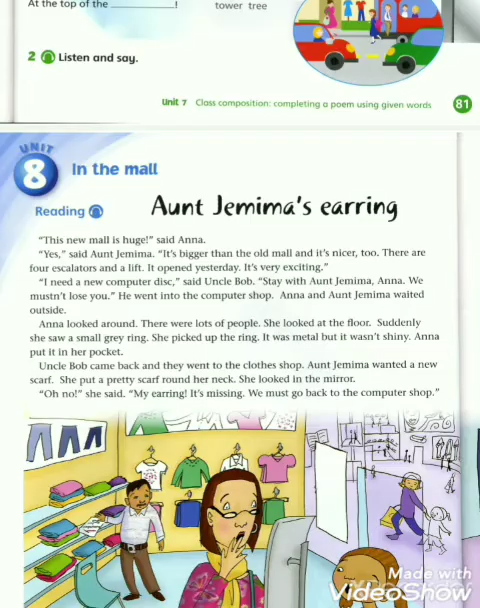 At the top of the ____________!
tower tree
2 Listen and say.
Unit 7 Class composition: completing a poem using given words 81
UNIT
8 In the mall
Reading Aunt Jemima's earring
"This new mall is huge!" said Anna.
"Yes," said Aunt Jemima. "It's bigger than the old mall and it's nicer, too. There are
four escalators and a lift. It opened yesterday. It's very exciting."
"I need a new computer disc," said Uncle Bob. "Stay with Aunt Jemima, Anna. We
mustn't lose you." He went into the computer shop. Anna and Aunt Jemima waited
outside.
Anna looked around. There were lots of people. She looked at the floor. Suddenly
she saw a small grey ring. She picked up the ring. It was metal but it wasn't shiny. Anna
put it in her pocket.
Uncle Bob came back and they went to the clothes shop. Aunt Jemima wanted a new
scarf. She put a pretty scarf round her neck. She looked in the mirror.
"Oh no!" she said. "My earring! It's missing. We must go back to the computer shop."
Made with
VideoShow